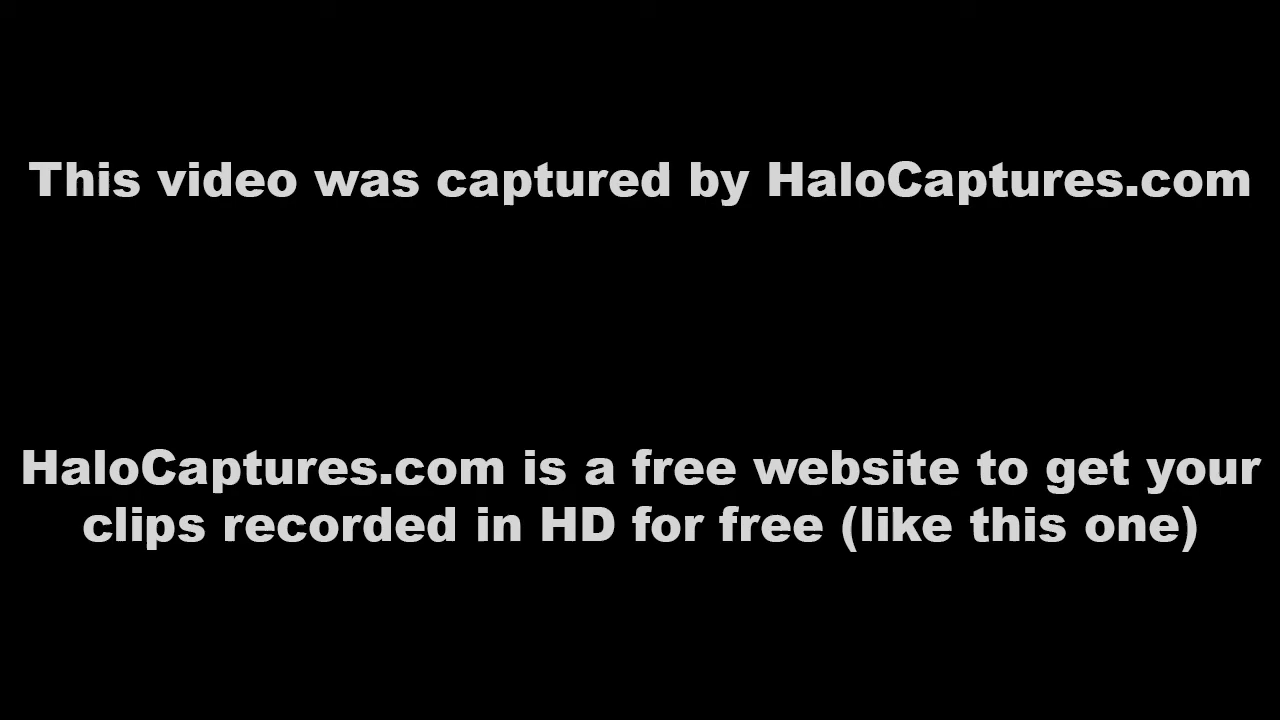 This video was captured by HaloCaptures.com
HaloCaptures.com is a free website to get your
clips recorded in HD for free (like this one)